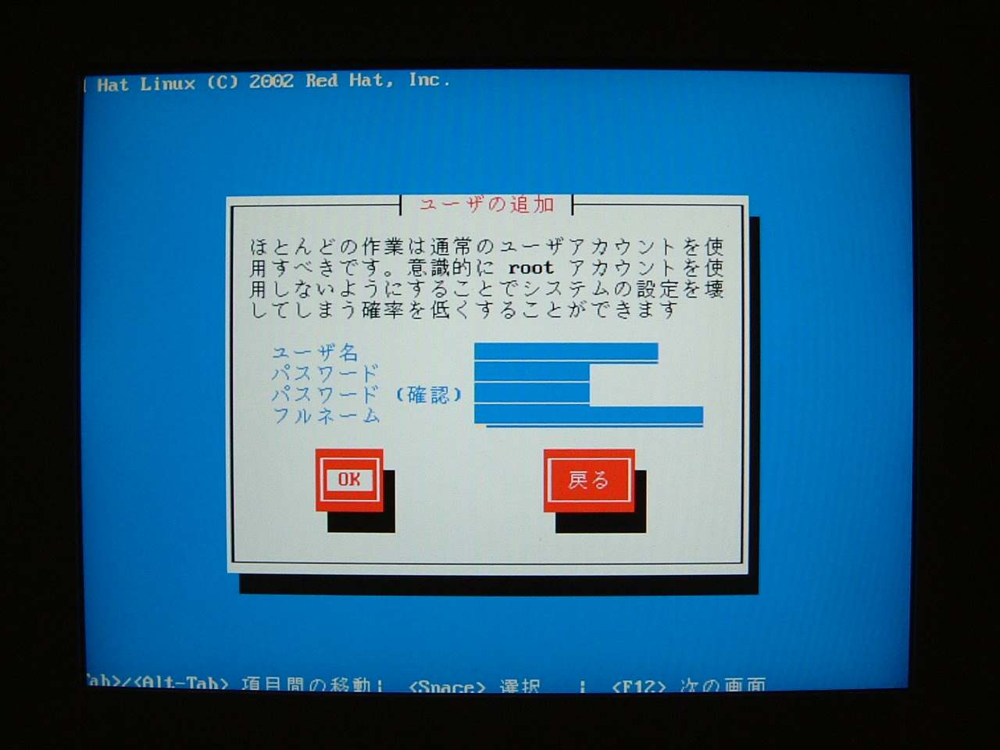 Hat Linux (C) 2002 Red Hat, Inc.
ユーザの追加
ほとんどの作業は通常のユーザアカウントを使
用すべきです。意識的に root アカウントを使
用しないようにすることでシステムの設定を壊
してしまう確率を低くすることができます
ユーザ名
パスワード
パスワード (確認)
フルネーム
OK
戻る
Tab>/<Alt-Tab> 項目間の移動 | <Space> 選択 | <F12> 次の画面